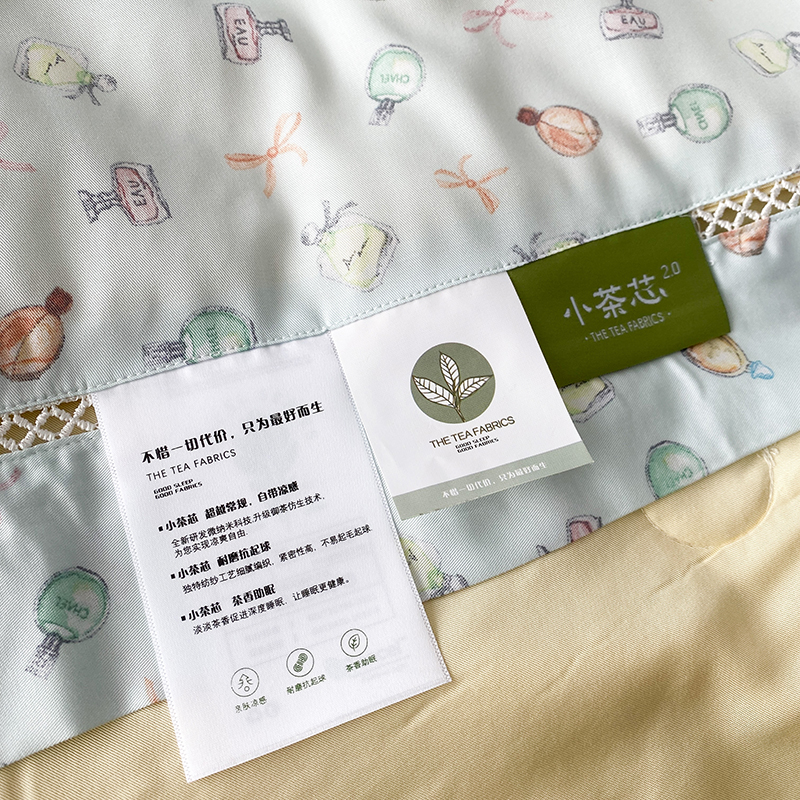 EAU
CHAEL
CHAEL
EAU
小茶芯 2.0
·THE TEA FABRICS·
THE TEA FABRICS
GOOD SLEEP
GOOD FABRICS
不惜一切代价，只为最好而生
不惜一切代价，只为最好而生
THE TEA FABRICS
GOOD SLEEP
GOOD FABRICS
小茶芯 超越常规，自带凉感
全新研发微纳米科技,升级御茶仿生技术,
为您实现凉爽自由.
小茶芯 耐磨抗起球
独特纺纱工艺细腻编织，紧密性高，不易起毛起球
小茶芯 茶香助眠
淡淡茶香促进深度睡眠，让睡眠更健康。
亲肤凉感
耐磨抗起球
茶香助眠
CHAEL